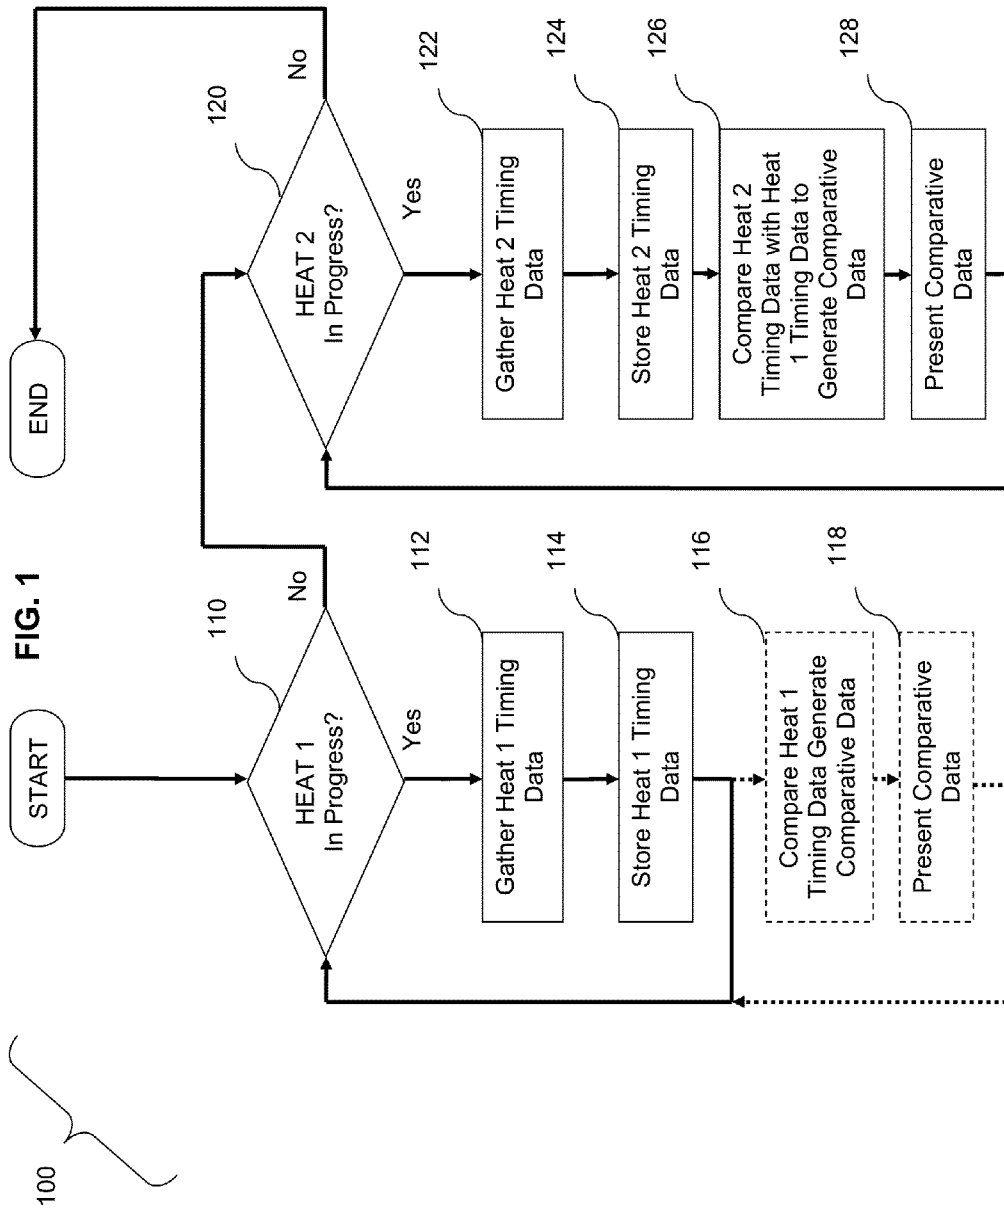 FIG. 1
100
START
110
HEAT 1
In Progress?
No
Yes
112
Gather Heat 1 Timing
Data
114
Store Heat 1 Timing
Data
116
Compare Heat 1
Timing Data Generate
Comparative Data
118
Present Comparative
Data
END
120
HEAT 2
In Progress?
No
Yes
122
Gather Heat 2 Timing
Data
124
Store Heat 2 Timing
Data
126
Compare Heat 2
Timing Data with Heat
1 Timing Data to
Generate Comparative
Data
128
Present Comparative
Data